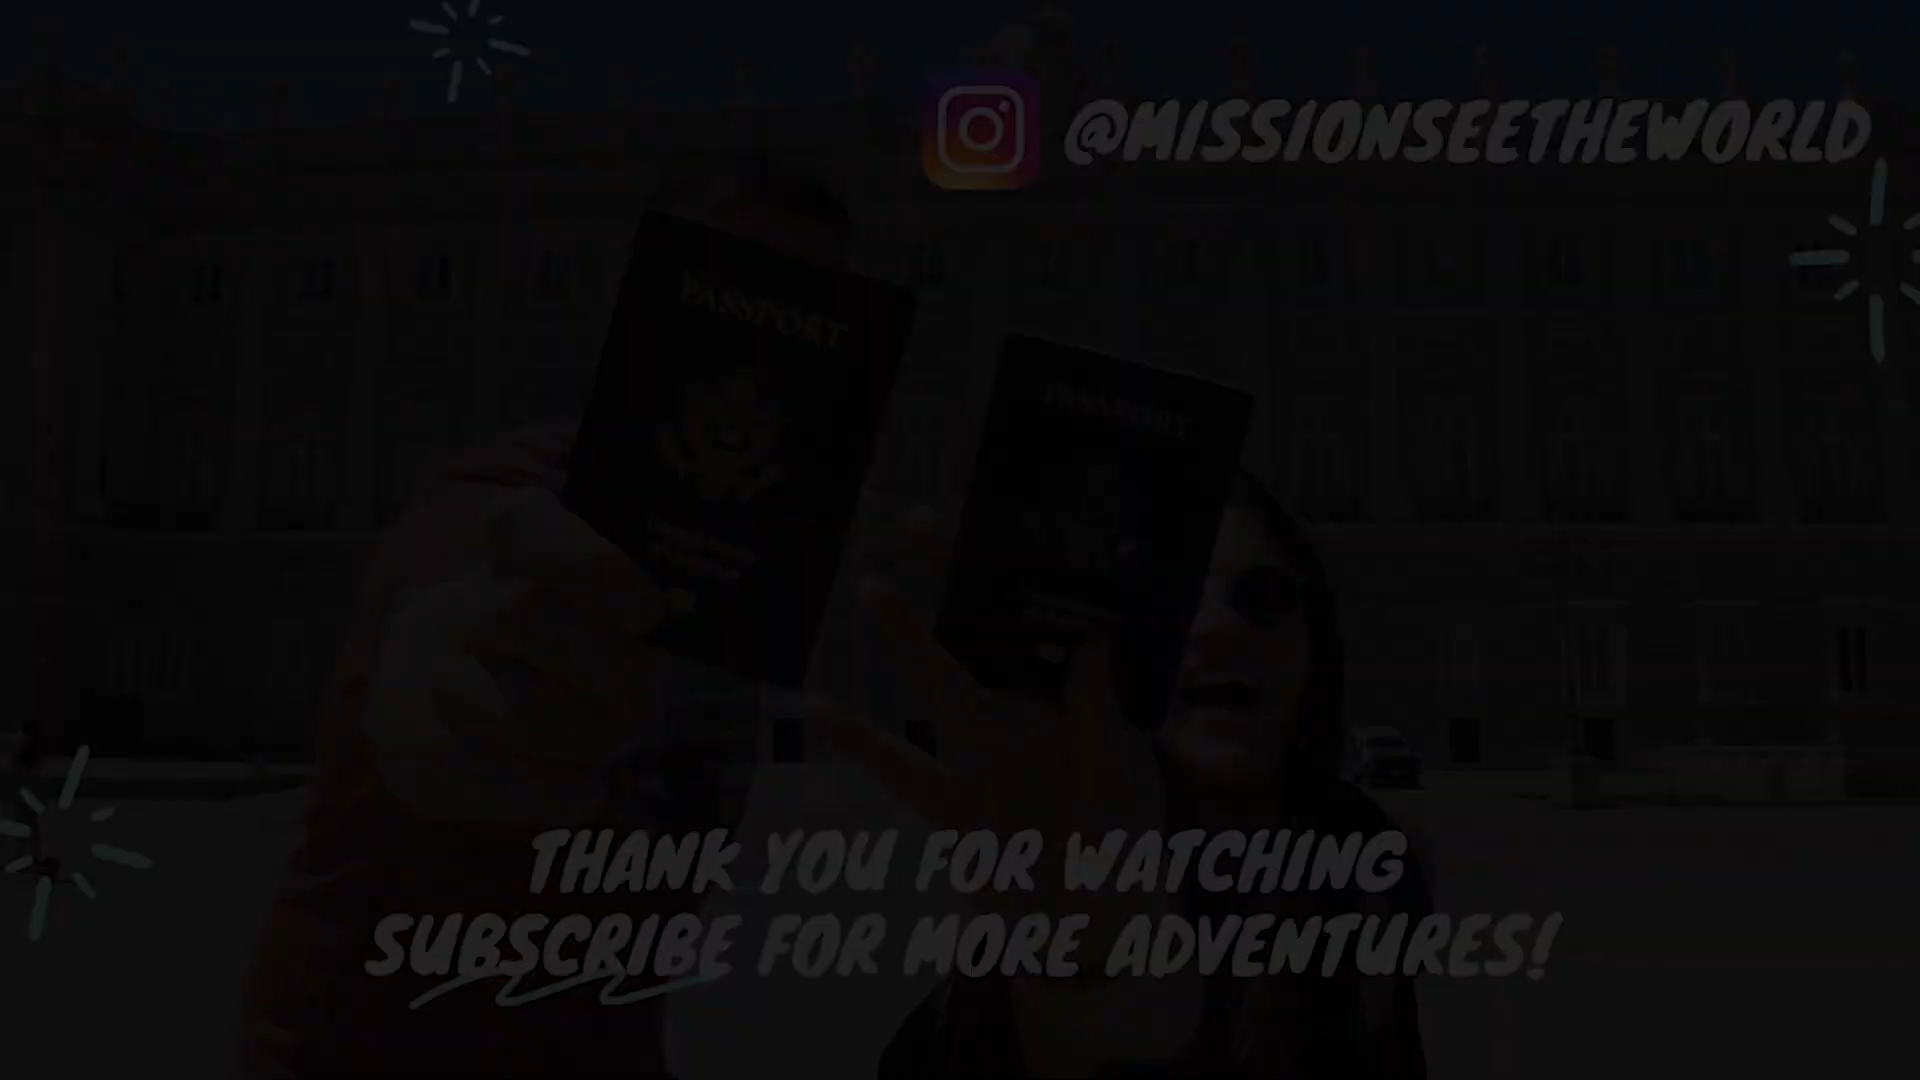 @MISSIONSEETHEWORLD
PASSPORT
PASSPORT
THANK YOU FOR WATCHING
SUBSCRIBE FOR MORE ADVENTURES!